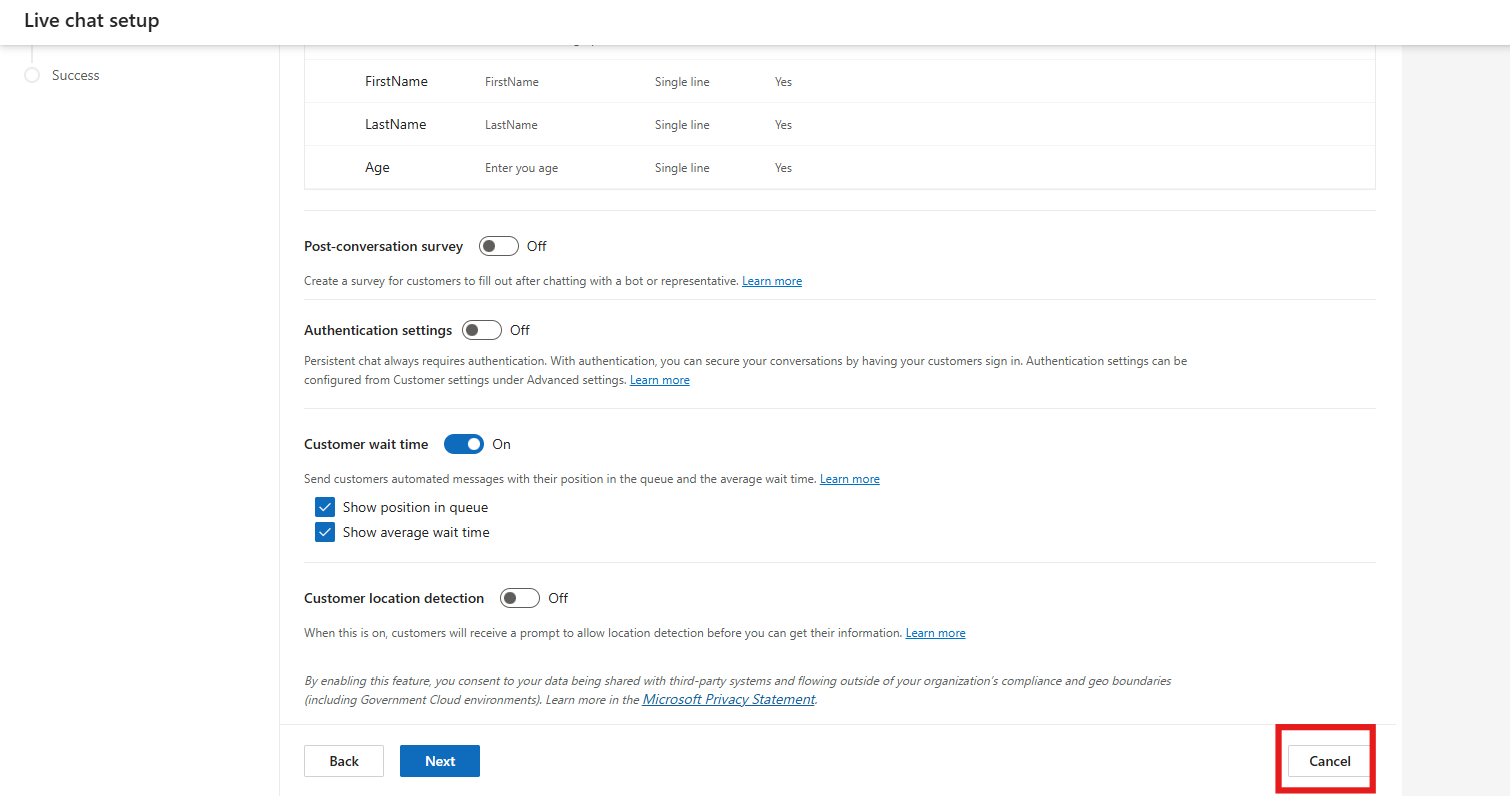 Live chat setup
Success
FirstName FirstName Single line Yes
LastName LastName Single line Yes
Age Enter you age Single line Yes
Post-conversation survey Off
Create a survey for customers to fill out after chatting with a bot or representative. Learn more
Authentication settings Off
Persistent chat always requires authentication. With authentication, you can secure your conversations by having your customers sign in. Authentication settings can be
configured from Customer settings under Advanced settings. Learn more
Customer wait time On
Send customers automated messages with their position in the queue and the average wait time. Learn more
Show position in queue
Show average wait time
Customer location detection Off
When this is on, customers will receive a prompt to allow location detection before you can get their information. Learn more
By enabling this feature, you consent to your data being shared with third-party systems and flowing outside of your organization's compliance and geo boundaries
(including Government Cloud environments). Learn more in the Microsoft Privacy Statement.
Back Next Cancel